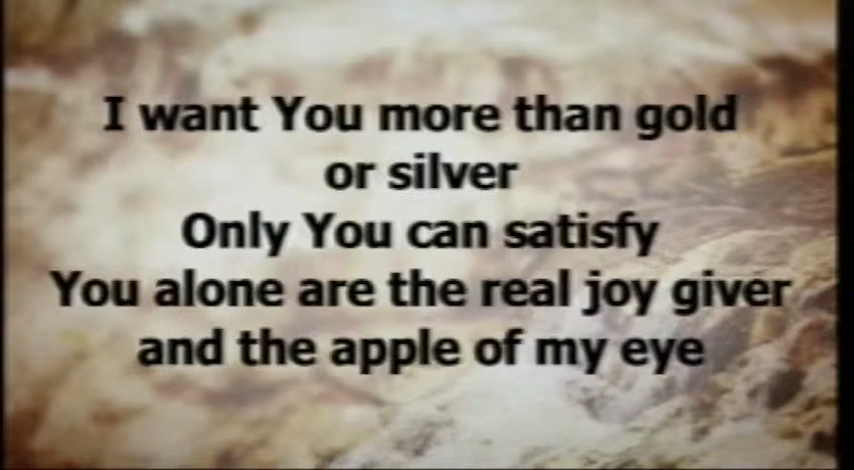 I want You more than gold
or silver
Only You can satisfy
You alone are the real joy giver
and the apple of my eye